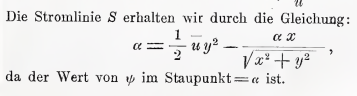 u
Die Stromlinie S erhalten wir durch die Gleichung:
α = 1/2 u̅ y² − α x / √(x² + y²) ,
da der Wert von ψ im Staupunkt = α ist.